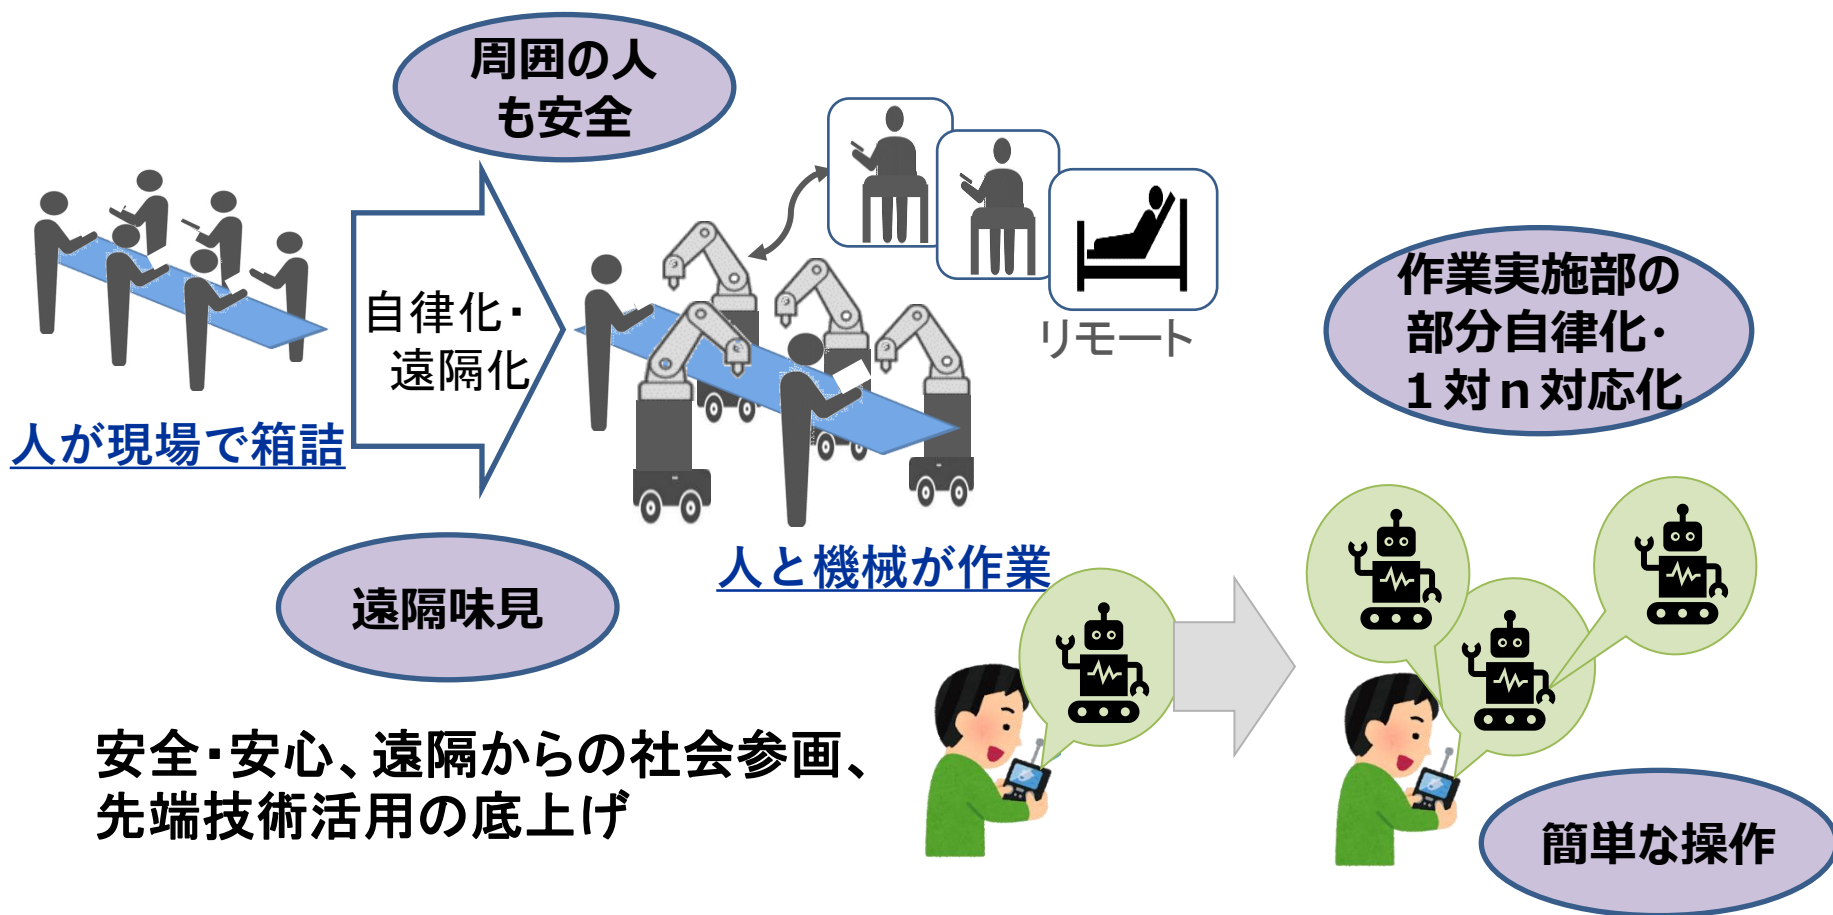 周囲の人
も安全
自律化・
遠隔化
リモート
人が現場で箱詰
人と機械が作業
遠隔味見
作業実施部の
部分自律化・
１対ｎ対応化
簡単な操作
安全・安心、遠隔からの社会参画、
先端技術活用の底上げ